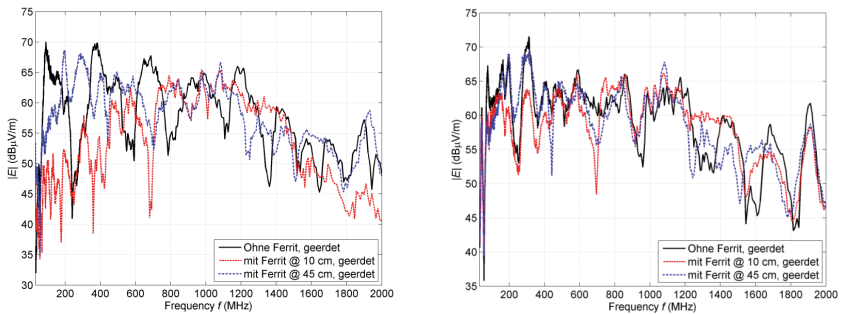 75
70
65
60
55
50
45
40
35
30
|E| (dBµV/m)
200 400 600 800 1000 1200 1400 1600 1800 2000
Frequency f (MHz)
Ohne Ferrit, geerdet
mit Ferrit @ 10 cm, geerdet
mit Ferrit @ 45 cm, geerdet
75
70
65
60
55
50
45
40
35
|E| (dBµV/m)
200 400 600 800 1000 1200 1400 1600 1800 2000
Frequency f (MHz)
Ohne Ferrit, geerdet
mit Ferrit @ 10 cm, geerdet
mit Ferrit @ 45 cm, geerdet